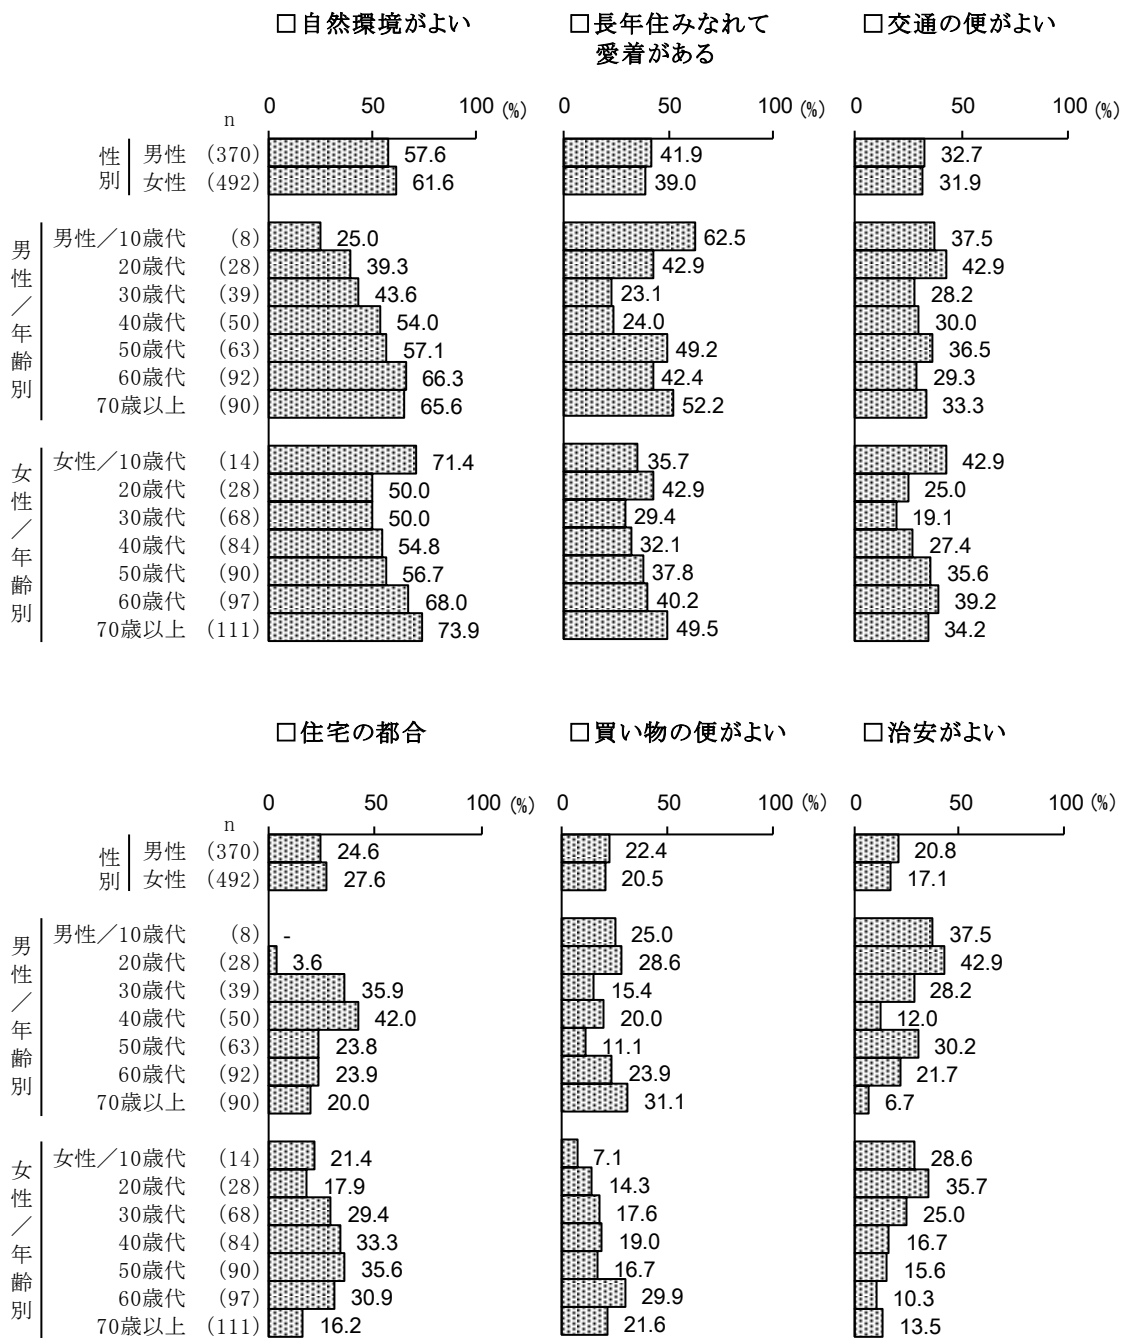 □自然環境がよい □長年住みなれて 愛着がある □交通の便がよい
n 0 50 100 (%) 0 50 100 (%) 0 50 100 (%)
性別
男性 (370) 57.6 41.9 32.7
女性 (492) 61.6 39.0 31.9
男性／年齢別
男性／10歳代 (8) 25.0 62.5 37.5
20歳代 (28) 39.3 42.9 42.9
30歳代 (39) 43.6 23.1 28.2
40歳代 (50) 54.0 24.0 30.0
50歳代 (63) 57.1 49.2 36.5
60歳代 (92) 66.3 42.4 29.3
70歳以上 (90) 65.6 52.2 33.3
女性／年齢別
女性／10歳代 (14) 71.4 35.7 42.9
20歳代 (28) 50.0 42.9 25.0
30歳代 (68) 50.0 29.4 19.1
40歳代 (84) 54.8 32.1 27.4
50歳代 (90) 56.7 37.8 35.6
60歳代 (97) 68.0 40.2 39.2
70歳以上 (111) 73.9 49.5 34.2
□住宅の都合 □買い物の便がよい □治安がよい
n 0 50 100 (%) 0 50 100 (%) 0 50 100 (%)
性別
男性 (370) 24.6 22.4 20.8
女性 (492) 27.6 20.5 17.1
男性／年齢別
男性／10歳代 (8) - 25.0 37.5
20歳代 (28) 3.6 28.6 42.9
30歳代 (39) 35.9 15.4 28.2
40歳代 (50) 42.0 20.0 12.0
50歳代 (63) 23.8 11.1 30.2
60歳代 (92) 23.9 23.9 21.7
70歳以上 (90) 20.0 31.1 6.7
女性／年齢別
女性／10歳代 (14) 21.4 7.1 28.6
20歳代 (28) 17.9 14.3 35.7
30歳代 (68) 29.4 17.6 25.0
40歳代 (84) 33.3 19.0 16.7
50歳代 (90) 35.6 16.7 15.6
60歳代 (97) 30.9 29.9 10.3
70歳以上 (111) 16.2 21.6 13.5